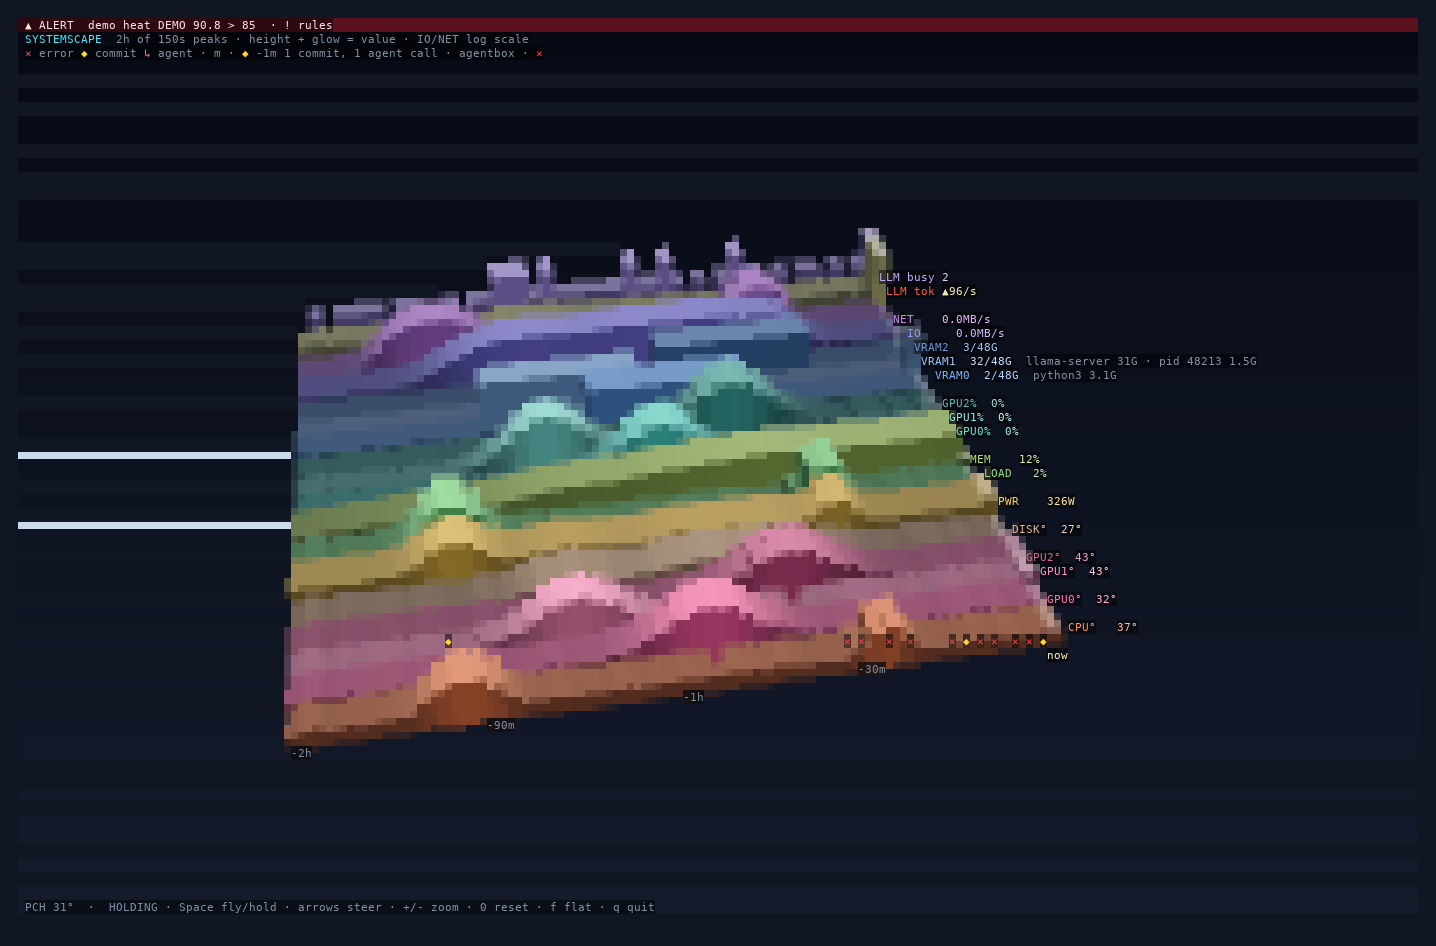 ▲ ALERT  demo heat DEMO 90.8 > 85  · ! rules
SYSTEMSCAPE  2h of 150s peaks · height + glow = value · IO/NET log scale
× error ◆ commit ↳ agent · m · ◆ -1m 1 commit, 1 agent call · agentbox · ×
LLM busy 2
LLM tok ▲96/s
NET    0.0MB/s
IO     0.0MB/s
VRAM2  3/48G
VRAM1  32/48G  llama-server 31G · pid 48213 1.5G
VRAM0  2/48G  python3 3.1G
GPU2%  0%
GPU1%  0%
GPU0%  0%
MEM    12%
LOAD   2%
PWR    326W
DISK°  27°
GPU2°  43°
GPU1°  43°
GPU0°  32°
CPU°   37°
now
-30m
-1h
-90m
-2h
PCH 31°  ·  HOLDING · Space fly/hold · arrows steer · +/- zoom · 0 reset · f flat · q quit